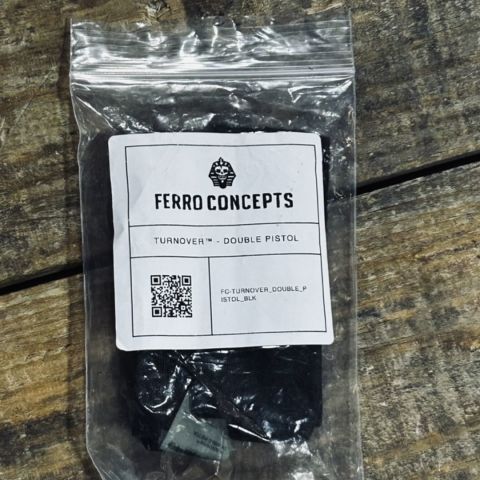 FERRO CONCEPTS
TURNOVER™ - DOUBLE PISTOL
FC-TURNOVER_DOUBLE_P
ISTOL_BLK